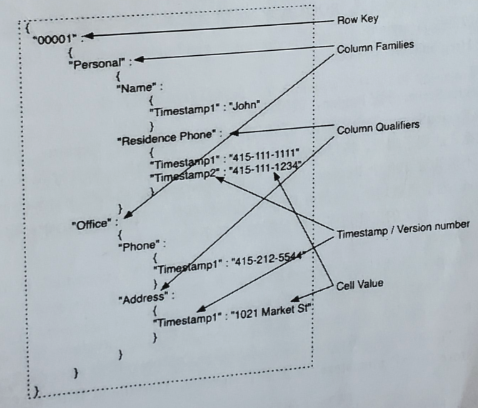 {
"00001" :
{
"Personal" :
{
"Name" :
{
"Timestamp1" : "John"
}
"Residence Phone" :
{
"Timestamp1" : "415-111-1111"
"Timestamp2" : "415-111-1234"
}
}
"Office" :
{
"Phone" :
{
"Timestamp1" : "415-212-5544"
}
"Address" :
{
"Timestamp1" : "1021 Market St"
}
}
}
}
Row Key
Column Families
Column Qualifiers
Timestamp / Version number
Cell Value